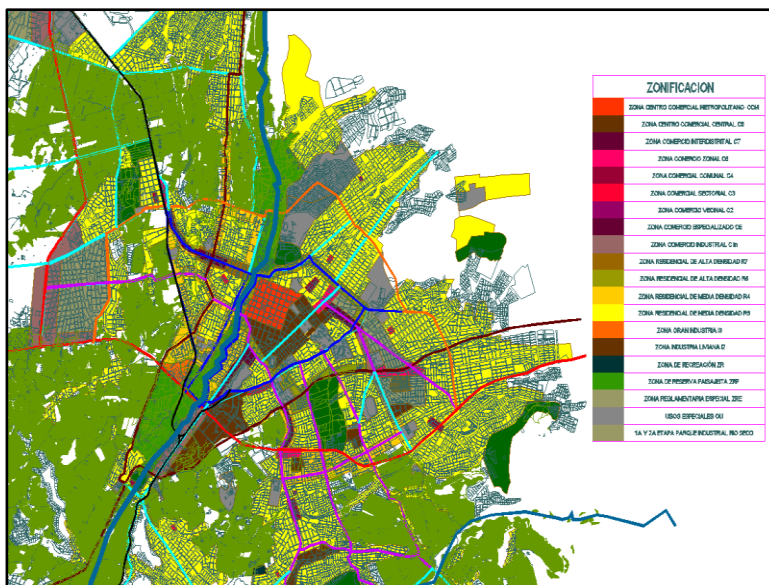 ZONIFICACION
ZONA CENTRO COMERCIAL METROPOLITANO CCM
ZONA CENTRO COMERCIAL CENTRAL C8
ZONA COMERCIO INTERDISTRITAL C7
ZONA COMERCIO ZONAL C5
ZONA COMERCIAL COMUNAL C4
ZONA COMERCIAL SECTORIAL C3
ZONA COMERCIO VECINAL C2
ZONA COMERCIO ESPECIALIZADO CE
ZONA COMERCIO INDUSTRIAL CIn
ZONA RESIDENCIAL DE ALTA DENSIDAD R7
ZONA RESIDENCIAL DE ALTA DENSIDAD R6
ZONA RESIDENCIAL DE MEDIA DENSIDAD R4
ZONA RESIDENCIAL DE MEDIA DENSIDAD R3
ZONA GRAN INDUSTRIA I3
ZONA INDUSTRIA LIVIANA I2
ZONA DE RECREACIÓN ZR
ZONA DE RESERVA PAISAJISTA ZRP
ZONA REGLAMENTARIA ESPECIAL ZRE
USOS ESPECIALES OU
1A Y 2A ETAPA PARQUE INDUSTRIAL RIO SECO